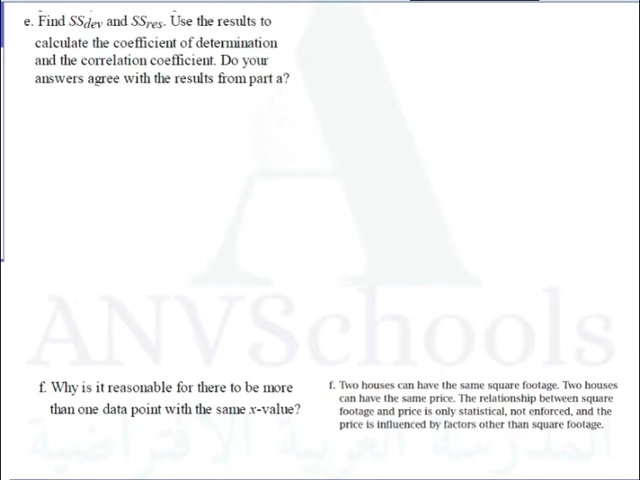 e. Find SSdev and SSres. Use the results to
calculate the coefficient of determination
and the correlation coefficient. Do your
answers agree with the results from part a?
ANVSchools
f. Why is it reasonable for there to be more
than one data point with the same x-value?
f. Two houses can have the same square footage. Two houses
can have the same price. The relationship between square
footage and price is only statistical, not enforced, and the
price is influenced by factors other than square footage.
المدرسة العربية الافتراضية